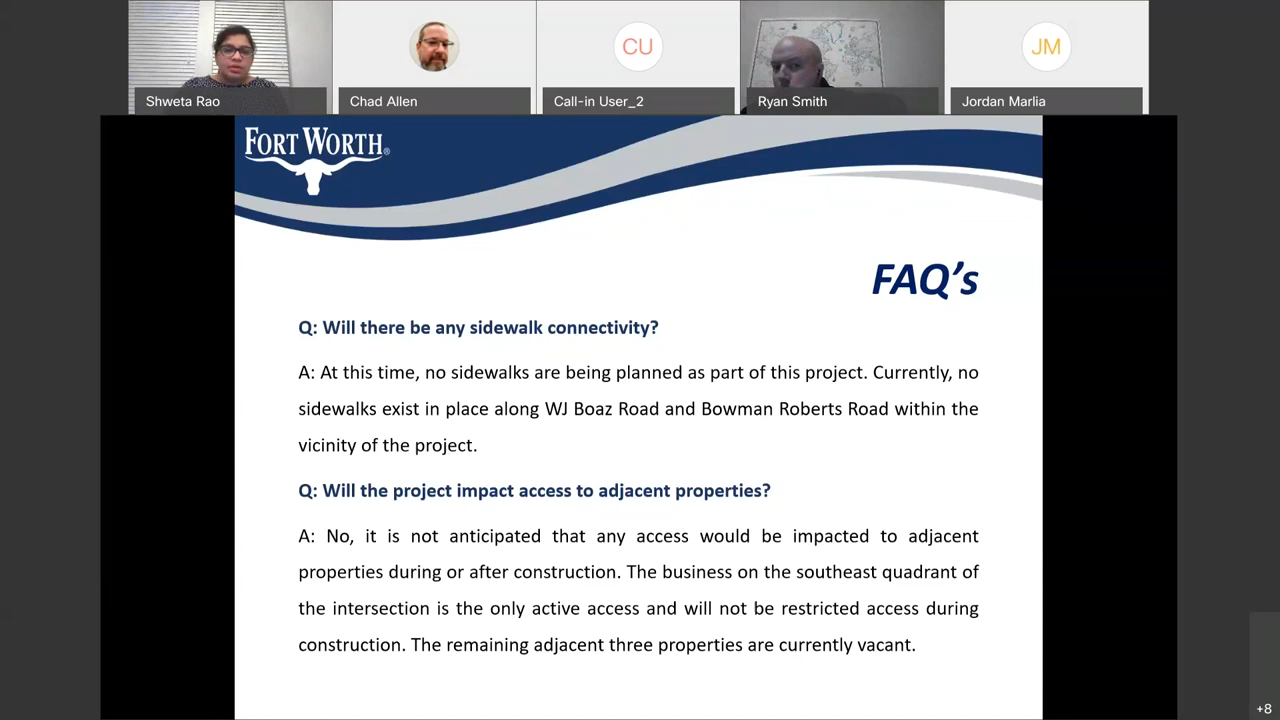 CU
JM
Shweta Rao
Chad Allen
Call-in User_2
Ryan Smith
Jordan Marlia
FORT WORTH®
FAQ's
Q: Will there be any sidewalk connectivity?
A: At this time, no sidewalks are being planned as part of this project. Currently, no
sidewalks exist in place along WJ Boaz Road and Bowman Roberts Road within the
vicinity of the project.
Q: Will the project impact access to adjacent properties?
A: No, it is not anticipated that any access would be impacted to adjacent
properties during or after construction. The business on the southeast quadrant of
the intersection is the only active access and will not be restricted access during
construction. The remaining adjacent three properties are currently vacant.
+8